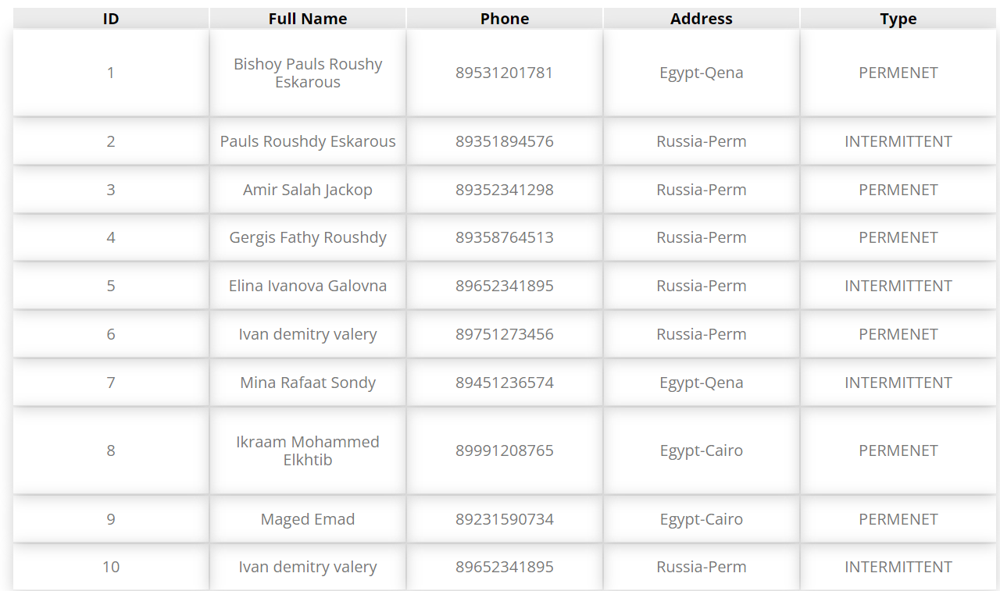 ID Full Name Phone Address Type
1 Bishoy Pauls Roushy Eskarous 89531201781 Egypt-Qena PERMENET
2 Pauls Roushdy Eskarous 89351894576 Russia-Perm INTERMITTENT
3 Amir Salah Jackop 89352341298 Russia-Perm PERMENET
4 Gergis Fathy Roushdy 89358764513 Russia-Perm PERMENET
5 Elina Ivanova Galovna 89652341895 Russia-Perm INTERMITTENT
6 Ivan demitry valery 89751273456 Russia-Perm PERMENET
7 Mina Rafaat Sondy 89451236574 Egypt-Qena INTERMITTENT
8 Ikraam Mohammed Elkhtib 89991208765 Egypt-Cairo PERMENET
9 Maged Emad 89231590734 Egypt-Cairo PERMENET
10 Ivan demitry valery 89652341895 Russia-Perm INTERMITTENT